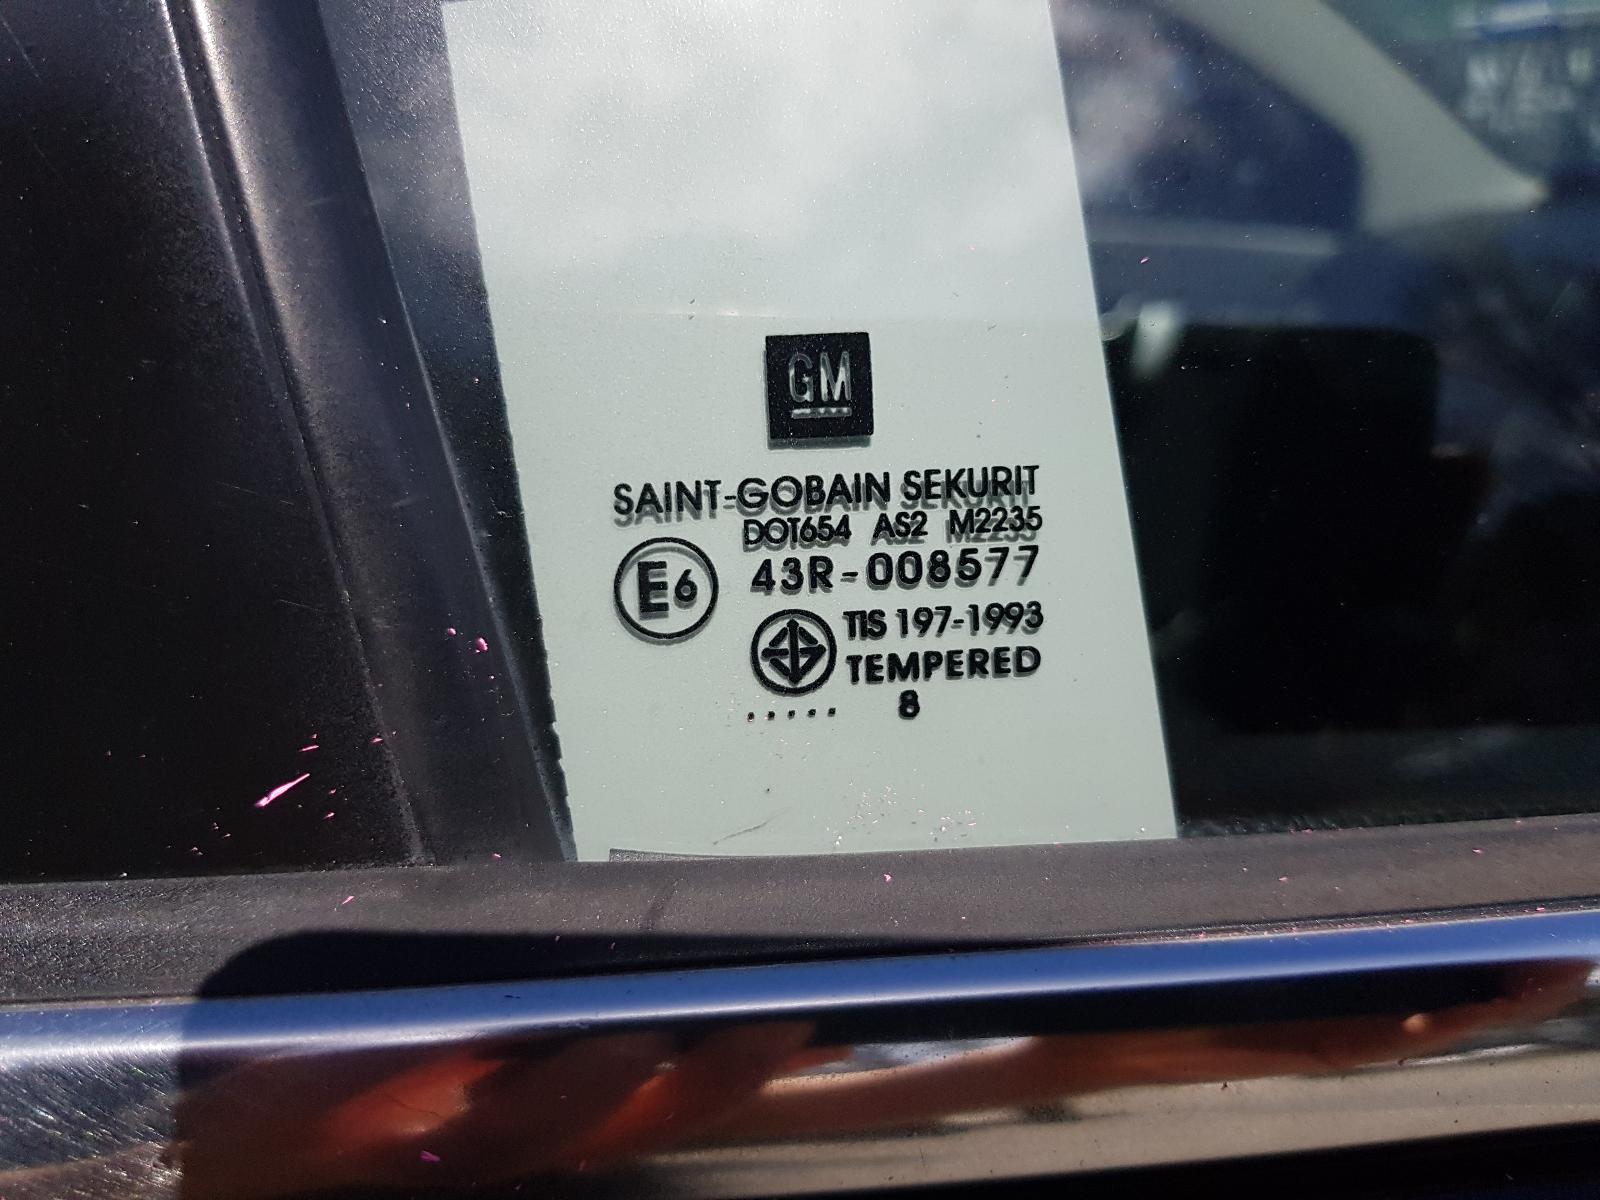 GM
SAINT-GOBAIN SEKURIT
DOT654 AS2 M2235
E6 43R-008577
TIS 197-1993
TEMPERED
..... 8